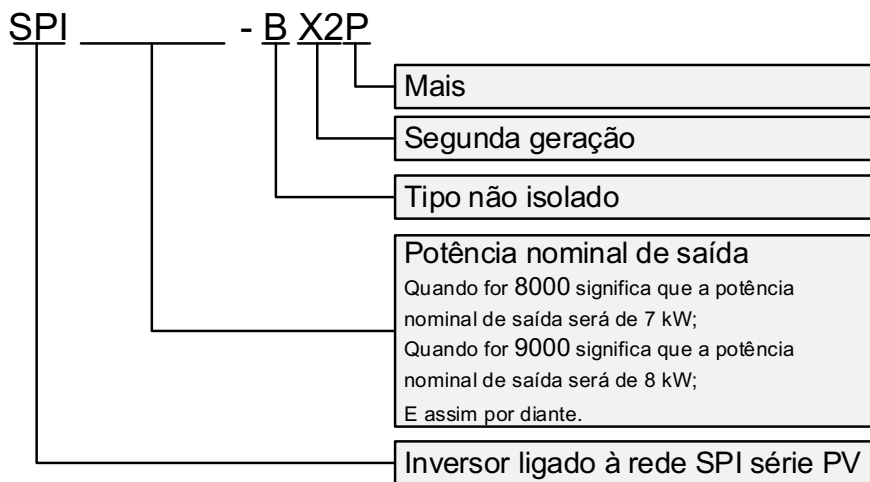 SPI ________ - B X2P
Mais
Segunda geração
Tipo não isolado
Potência nominal de saída
Quando for 8000 significa que a potência
nominal de saída será de 7 kW;
Quando for 9000 significa que a potência
nominal de saída será de 8 kW;
E assim por diante.
Inversor ligado à rede SPI série PV